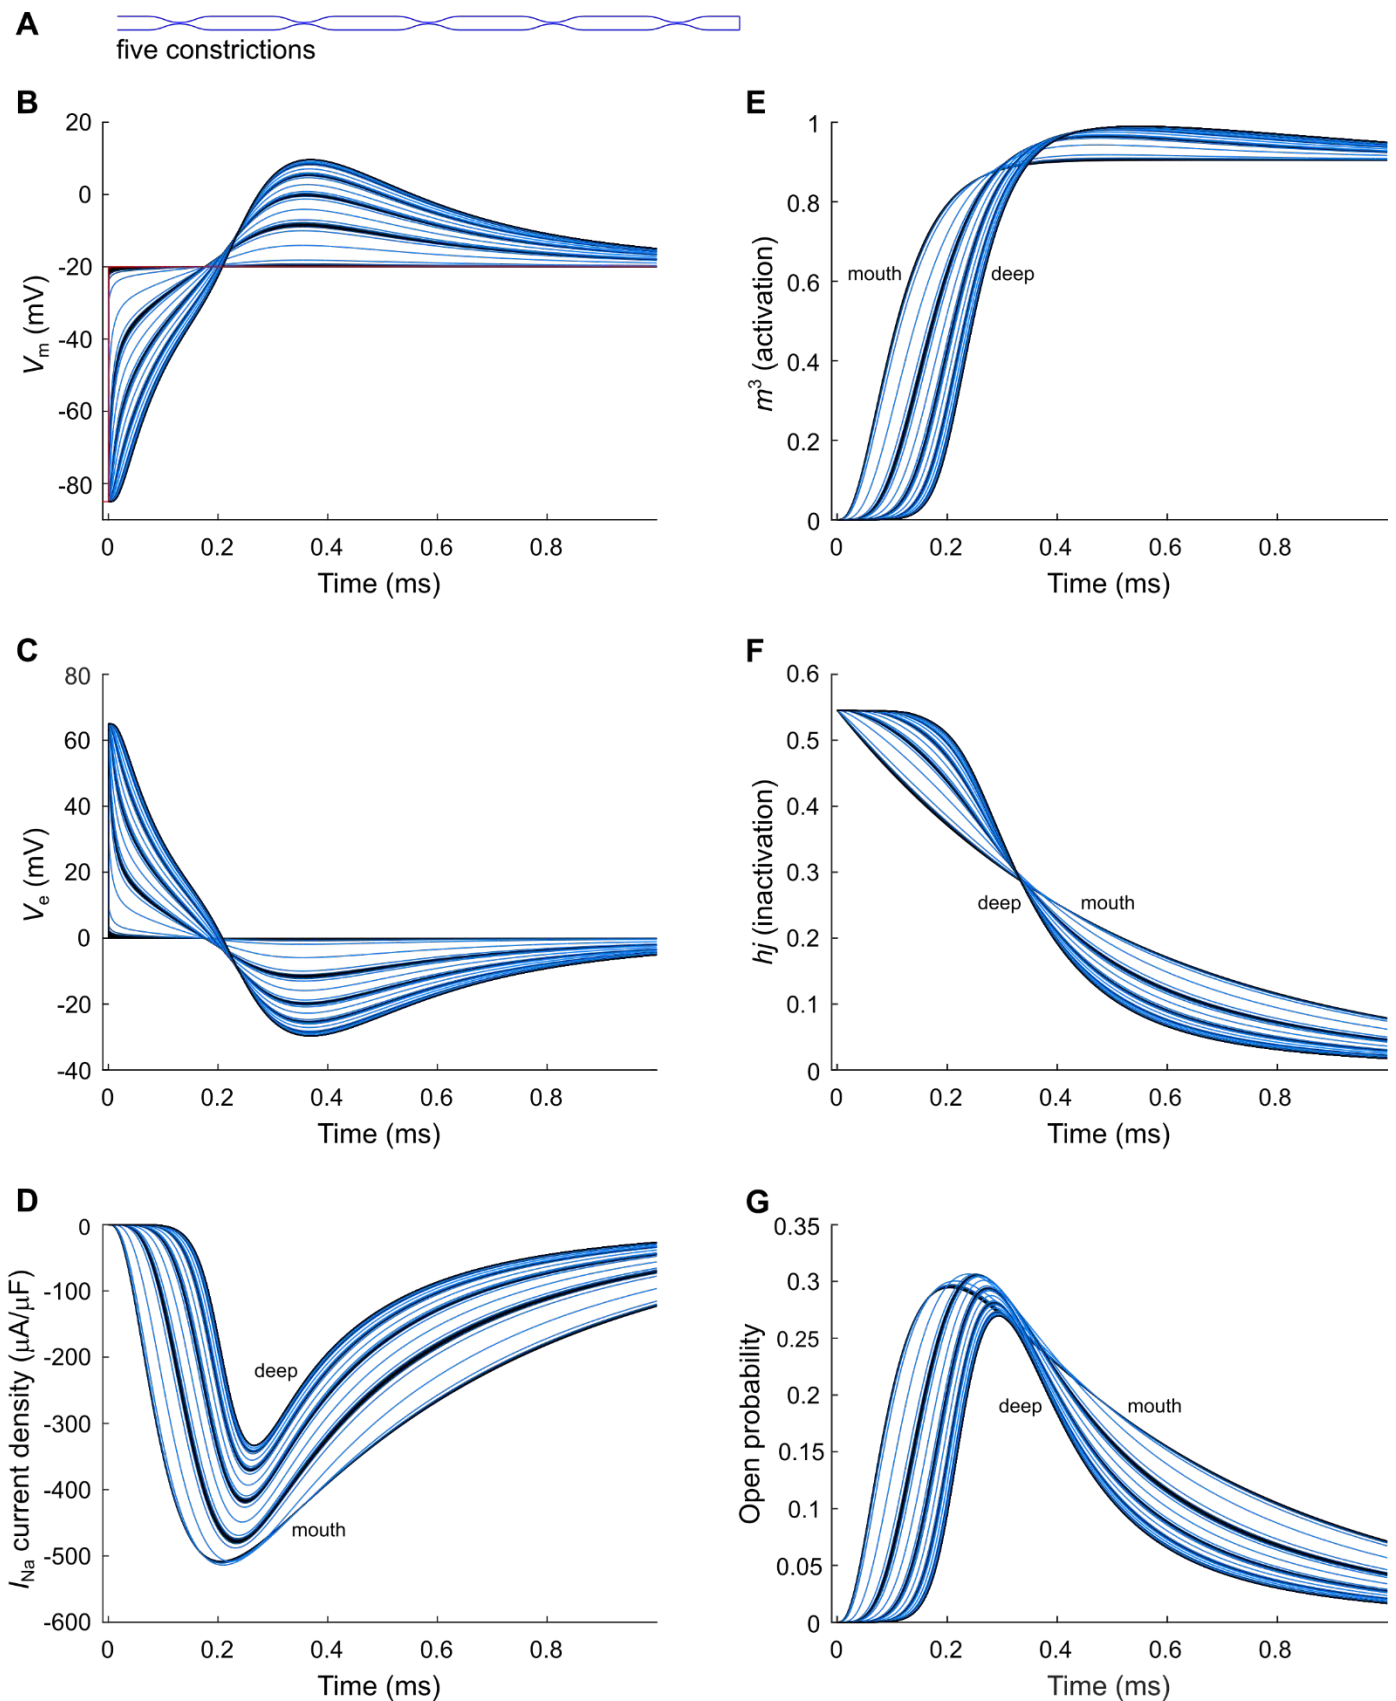 A
five constrictions
B
20
0
-20
-40
-60
-80
V_m (mV)
0 0.2 0.4 0.6 0.8
Time (ms)
E
1
0.8
0.6
0.4
0.2
0
m³ (activation)
mouth
deep
0 0.2 0.4 0.6 0.8
Time (ms)
C
80
60
40
20
0
-20
-40
V_e (mV)
0 0.2 0.4 0.6 0.8
Time (ms)
F
0.6
0.5
0.4
0.3
0.2
0.1
0
hj (inactivation)
deep
mouth
0 0.2 0.4 0.6 0.8
Time (ms)
D
0
-100
-200
-300
-400
-500
-600
I_Na current density (µA/µF)
deep
mouth
0 0.2 0.4 0.6 0.8
Time (ms)
G
0.35
0.3
0.25
0.2
0.15
0.1
0.05
0
Open probability
deep
mouth
0 0.2 0.4 0.6 0.8
Time (ms)